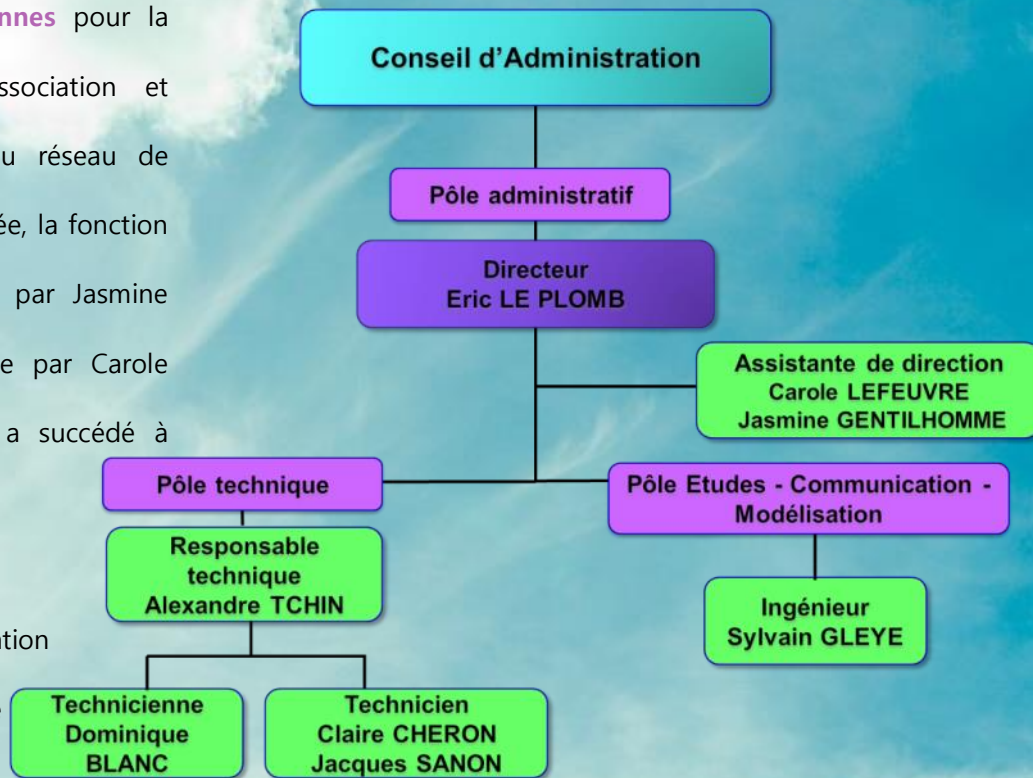 nnes pour la
ssociation et
u réseau de
ée, la fonction
par Jasmine
e par Carole
a succédé à
ation
Conseil d'Administration
Pôle administratif
Directeur
Eric LE PLOMB
Assistante de direction
Carole LEFEUVRE
Jasmine GENTILHOMME
Pôle technique
Pôle Etudes - Communication -
Modélisation
Responsable
technique
Alexandre TCHIN
Ingénieur
Sylvain GLEYE
Technicienne
Dominique
BLANC
Technicien
Claire CHERON
Jacques SANON